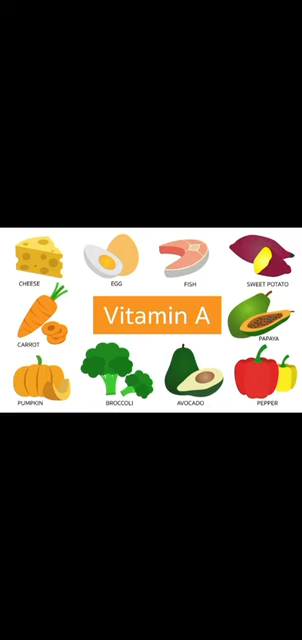 CHEESE
EGG
FISH
SWEET POTATO
Vitamin A
CARROT
PAPAYA
PUMPKIN
BROCCOLI
AVOCADO
PEPPER